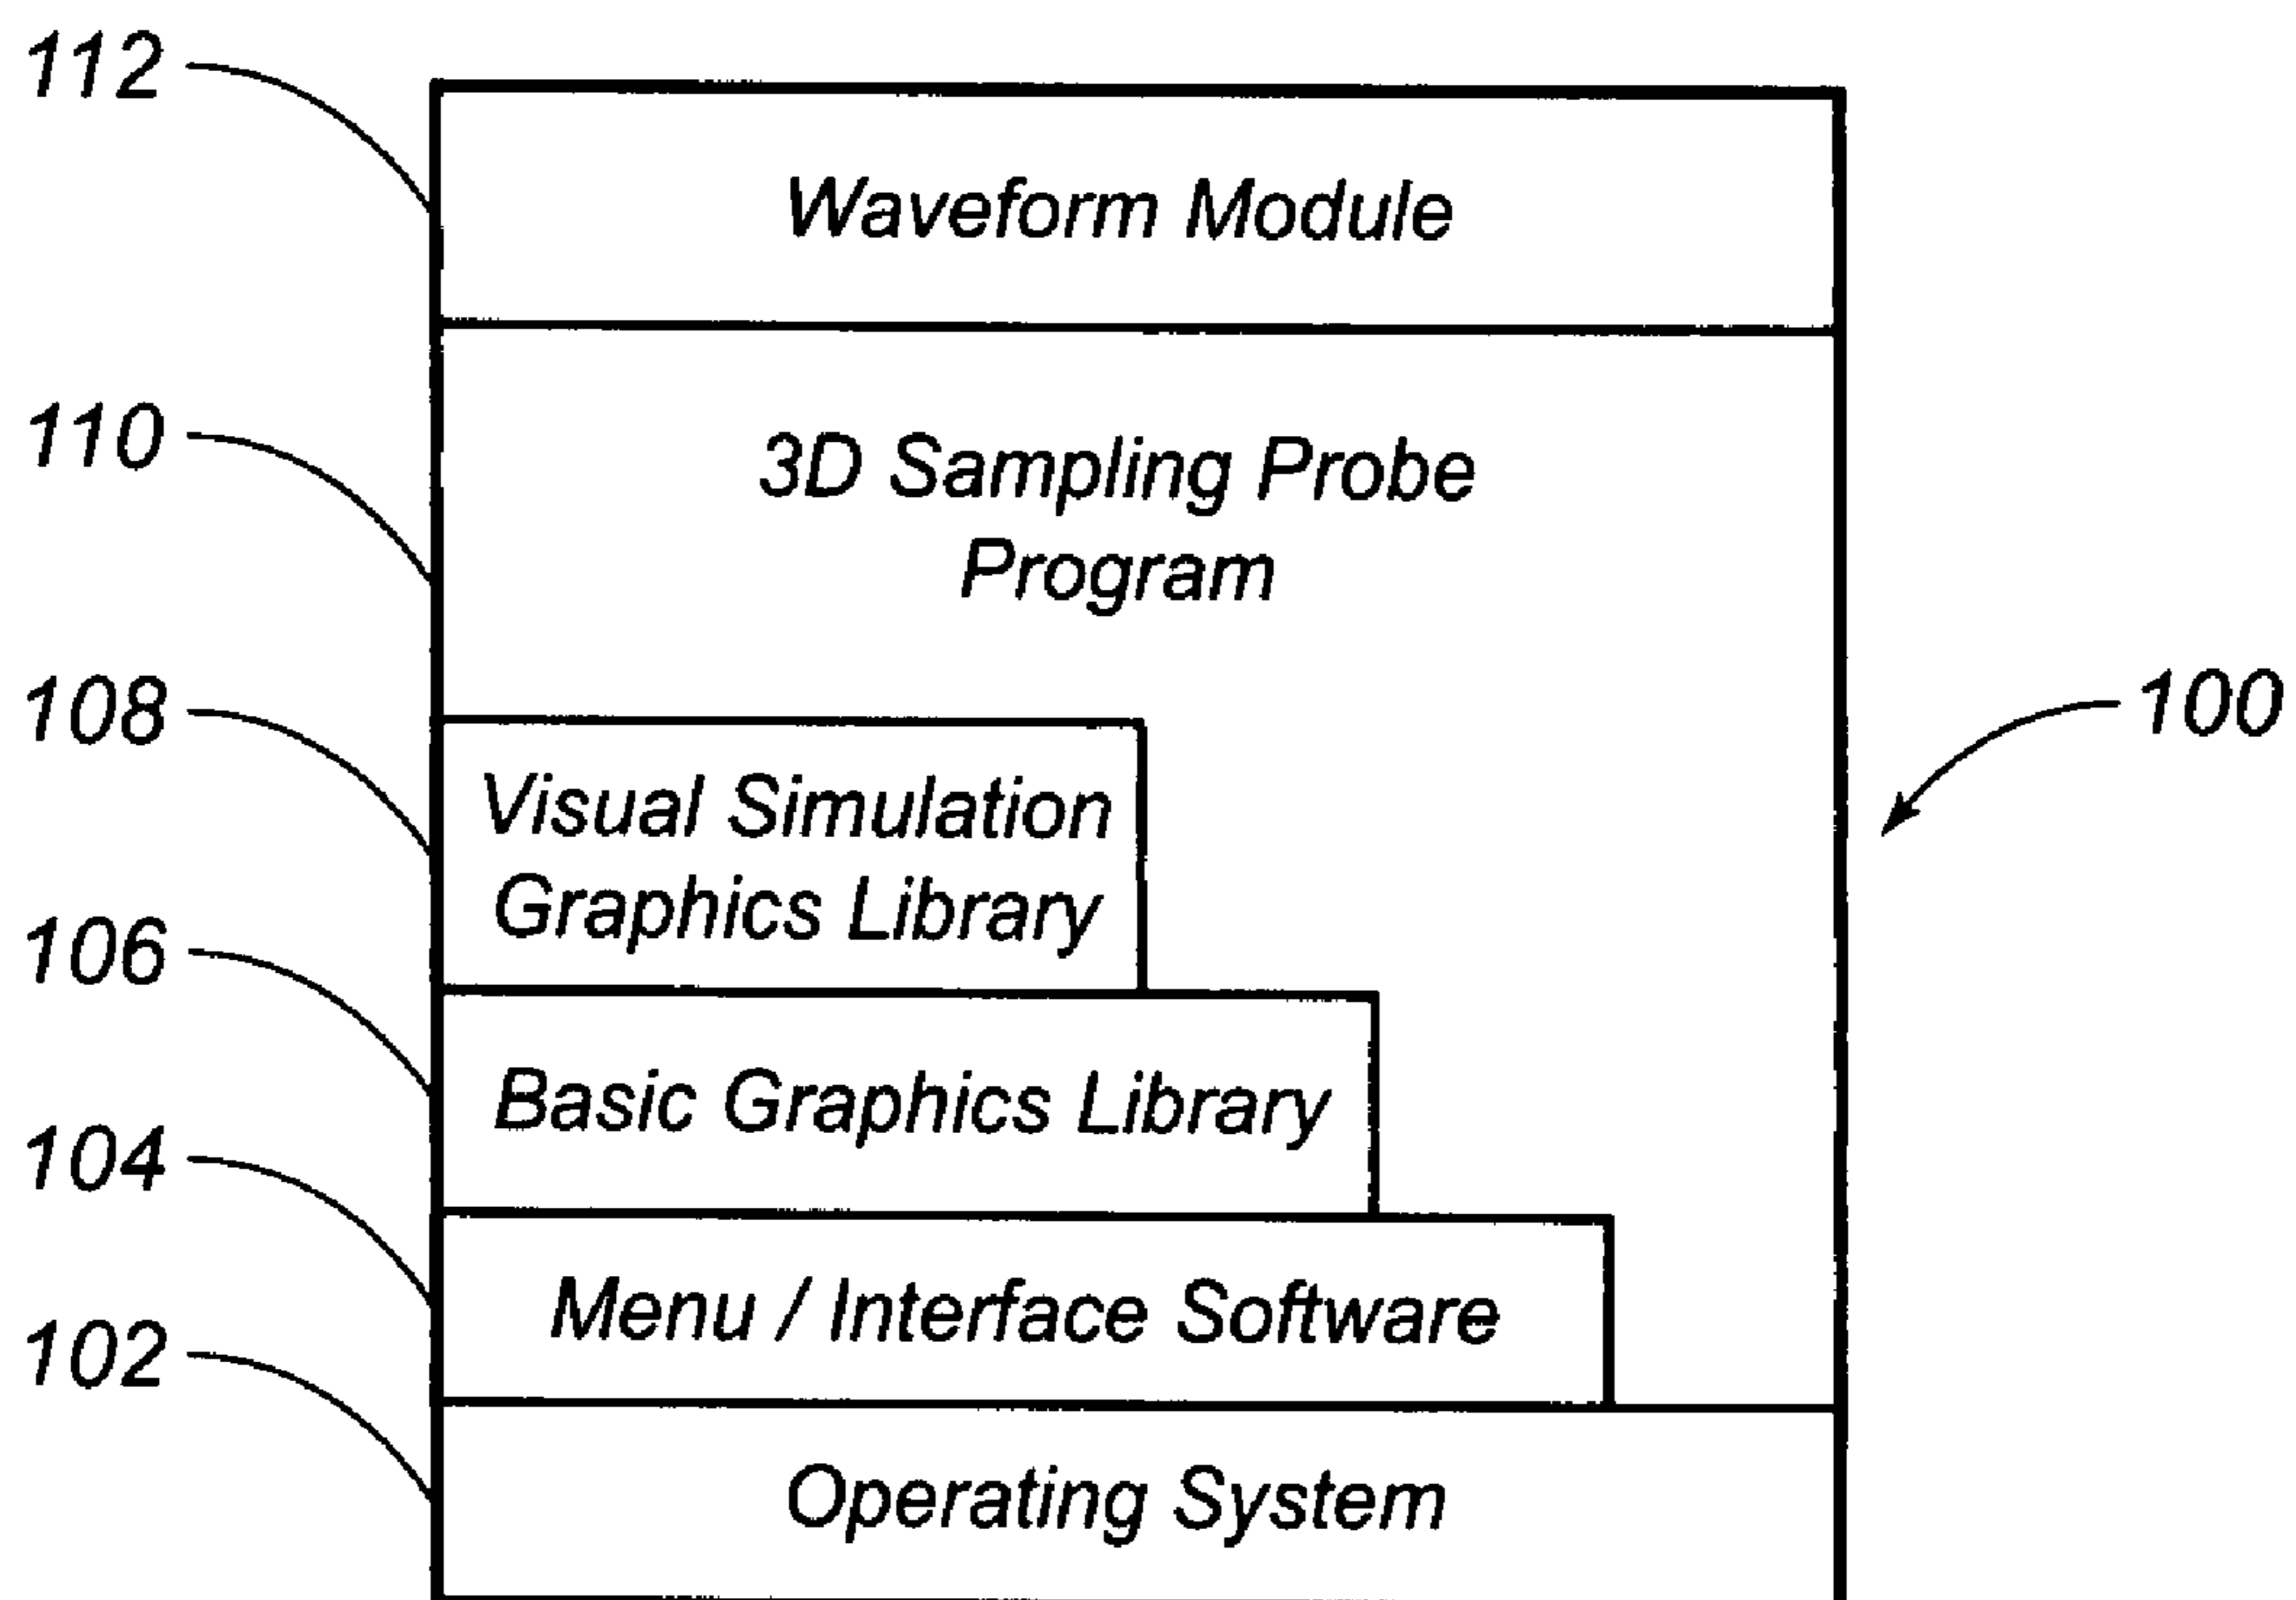 112
Waveform Module
110
3D Sampling Probe
Program
108
100
Visual Simulation
Graphics Library
106
Basic Graphics Library
104
Menu / Interface Software
102
Operating System